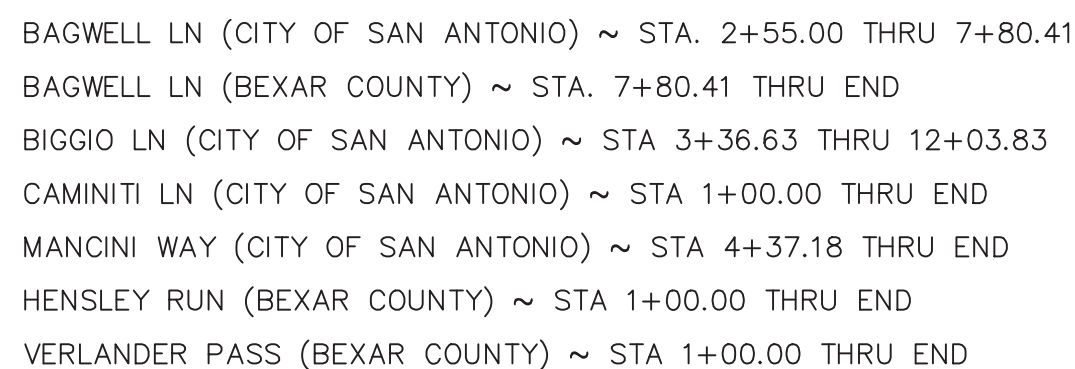 BAGWELL LN (CITY OF SAN ANTONIO) ~ STA. 2+55.00 THRU 7+80.41
BAGWELL LN (BEXAR COUNTY) ~ STA. 7+80.41 THRU END
BIGGIO LN (CITY OF SAN ANTONIO) ~ STA 3+36.63 THRU 12+03.83
CAMINITI LN (CITY OF SAN ANTONIO) ~ STA 1+00.00 THRU END
MANCINI WAY (CITY OF SAN ANTONIO) ~ STA 4+37.18 THRU END
HENSLEY RUN (BEXAR COUNTY) ~ STA 1+00.00 THRU END
VERLANDER PASS (BEXAR COUNTY) ~ STA 1+00.00 THRU END